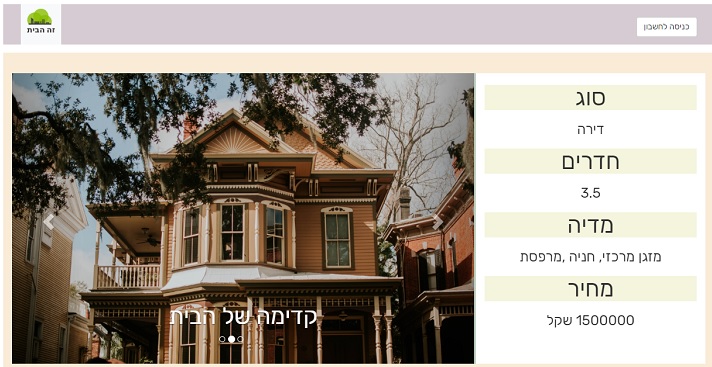 זה הבית
כניסה לחשבון
סוג
דירה
חדרים
3.5
מדיה
מזגן מרכזי, חניה ,מרפסת
מחיר
1500000 שקל
קדימה של הבית